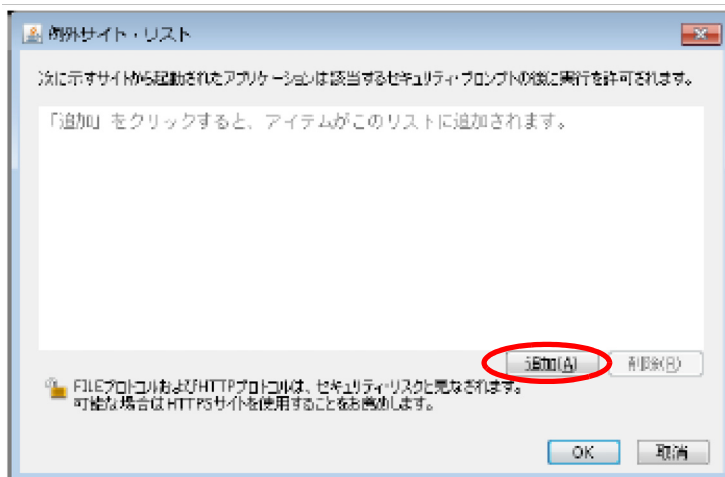 例外サイト・リスト
次に示すサイトから起動されたアプリケーションは該当するセキュリティ・プロンプトの後に実行を許可されます。
「追加」をクリックすると、アイテムがこのリストに追加されます。
追加(A)
削除(R)
FILEプロトコルおよびHTTPプロトコルは、セキュリティ・リスクと見なされます。
可能な場合はHTTPSサイトを使用することをお薦めします。
OK
取消